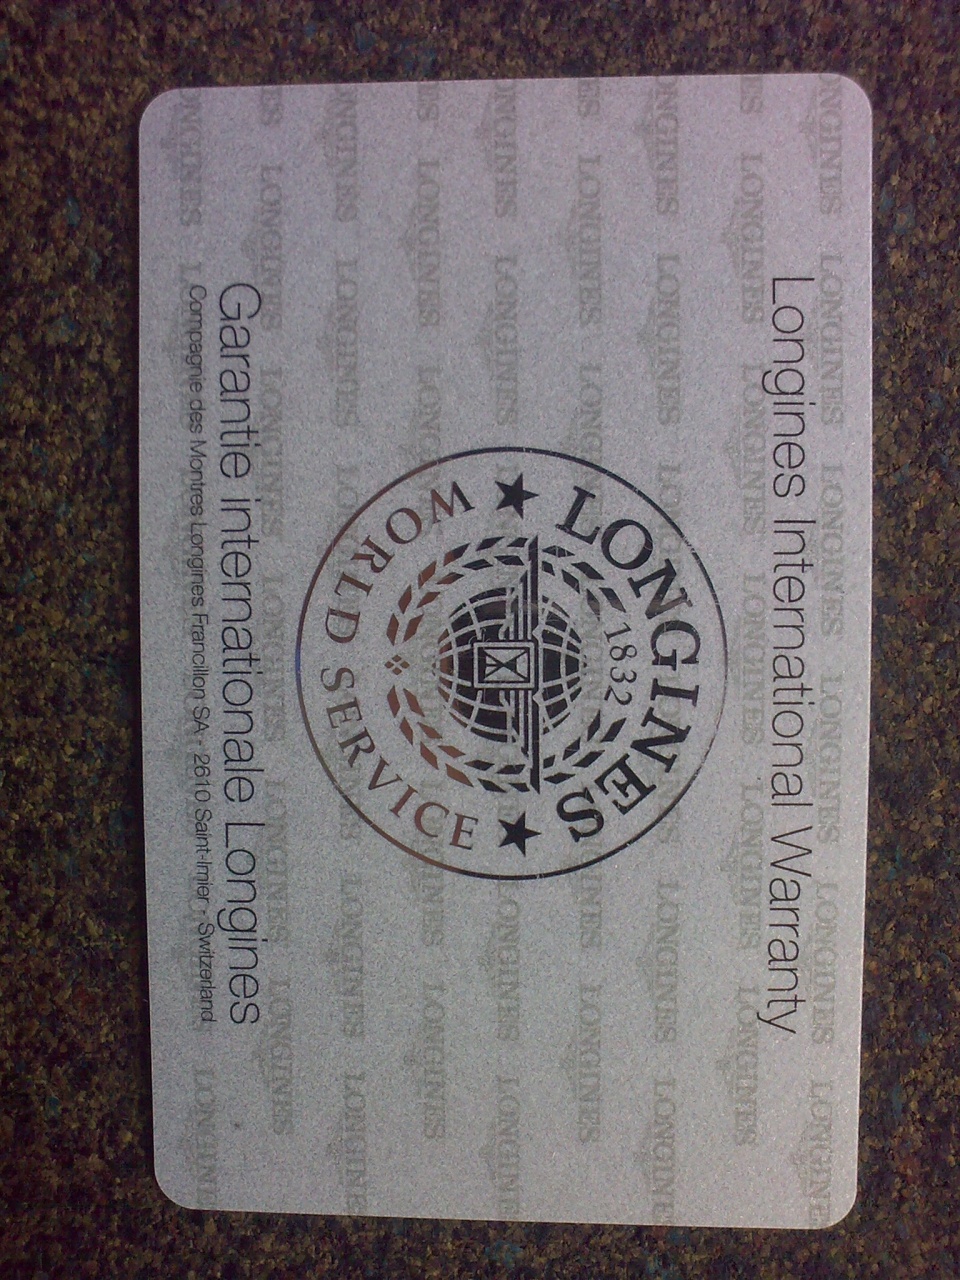 Longines International Warranty
LONGINES
1832
WORLD SERVICE
Garantie internationale Longines
Compagnie des Montres Longines Francillon SA • 2610 Saint-Imier • Switzerland